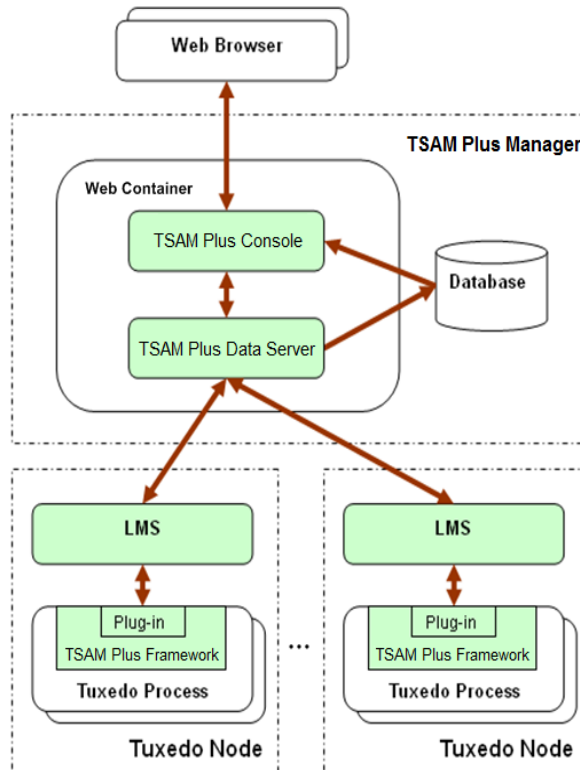 Web Browser
TSAM Plus Manager
Web Container
TSAM Plus Console
Database
TSAM Plus Data Server
LMS
LMS
Plug-in
TSAM Plus Framework
Tuxedo Process
...
Plug-in
TSAM Plus Framework
Tuxedo Process
Tuxedo Node
Tuxedo Node